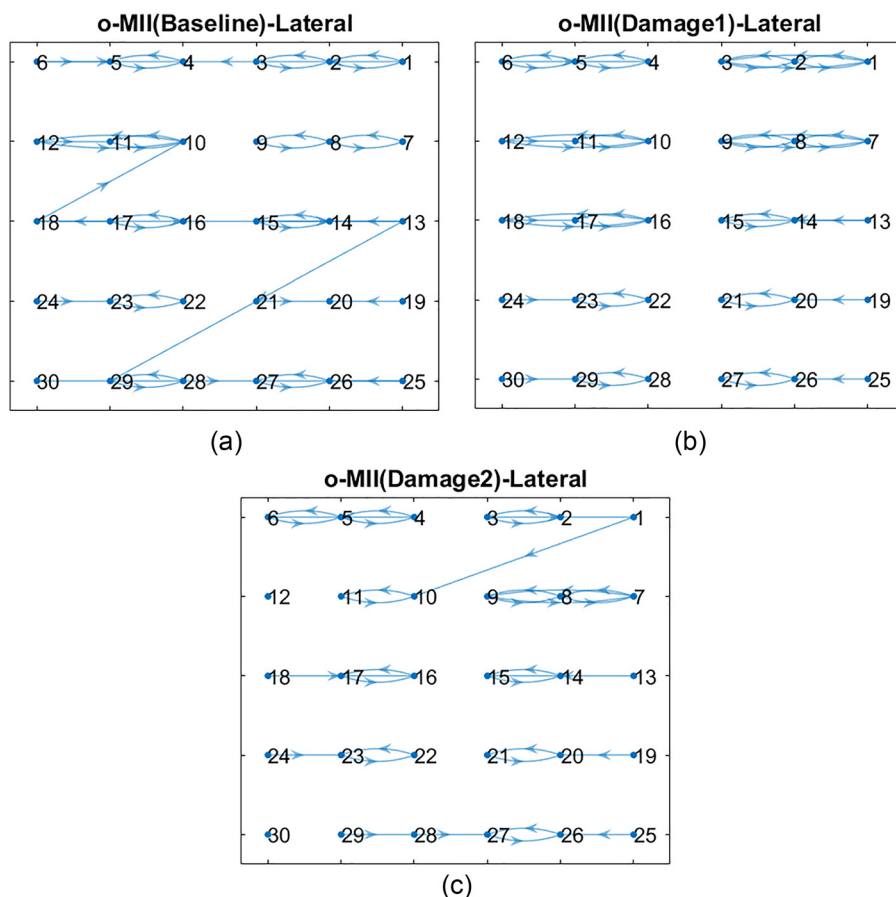 o-MII(Baseline)-Lateral
6 5 4 3 2 1
12 11 10 9 8 7
18 17 16 15 14 13
24 23 22 21 20 19
30 29 28 27 26 25
(a)
o-MII(Damage1)-Lateral
6 5 4 3 2 1
12 11 10 9 8 7
18 17 16 15 14 13
24 23 22 21 20 19
30 29 28 27 26 25
(b)
o-MII(Damage2)-Lateral
6 5 4 3 2 1
12 11 10 9 8 7
18 17 16 15 14 13
24 23 22 21 20 19
30 29 28 27 26 25
(c)